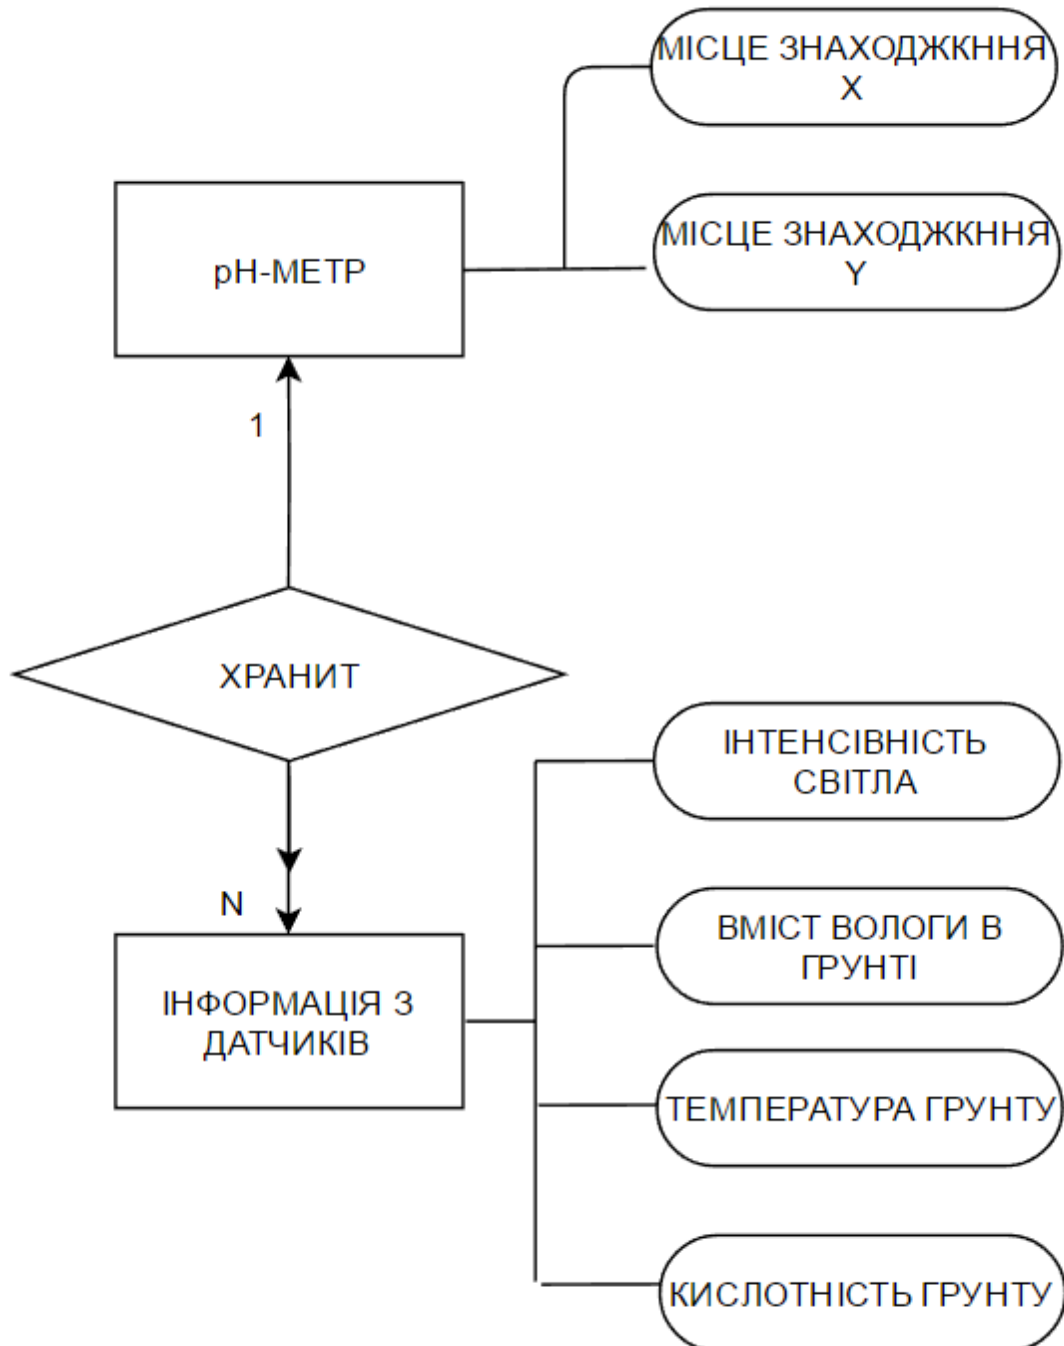 МІСЦЕ ЗНАХОДЖКННЯ
X
МІСЦЕ ЗНАХОДЖКННЯ
Y
pH-МЕТР
1
ХРАНИТ
ІНТЕНСІВНІСТЬ
СВІТЛА
N
ВМІСТ ВОЛОГИ В
ГРУНТІ
ІНФОРМАЦІЯ З
ДАТЧИКІВ
ТЕМПЕРАТУРА ГРУНТУ
КИСЛОТНІСТЬ ГРУНТУ